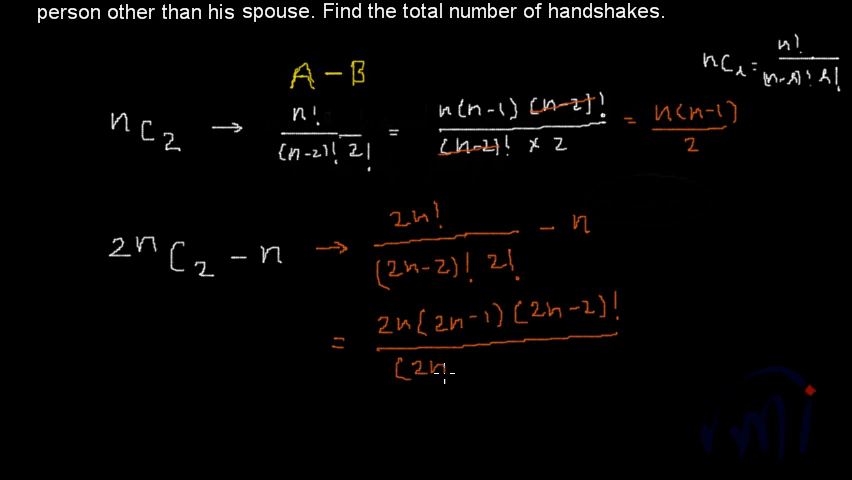 person other than his spouse. Find the total number of handshakes.
nCr = n! / (n-r)! r!
A - B
nC2 → n! / (n-2)! 2! = n(n-1) (n-2)! / (n-2)! × 2 = n(n-1) / 2
2nC2 - n → 2n! / (2n-2)! 2! - n
= 2n(2n-1) (2n-2)! / (2n
rmi